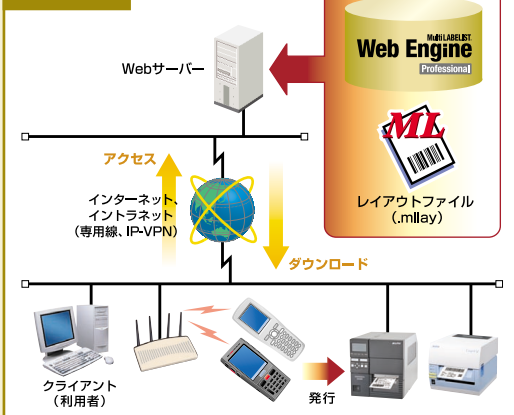 MultiLABELIST
Web Engine
Professional
Webサーバー
ML
レイアウトファイル
(.mllay)
アクセス
インターネット、
イントラネット
(専用線、IP-VPN)
ダウンロード
クライアント
(利用者)
発行